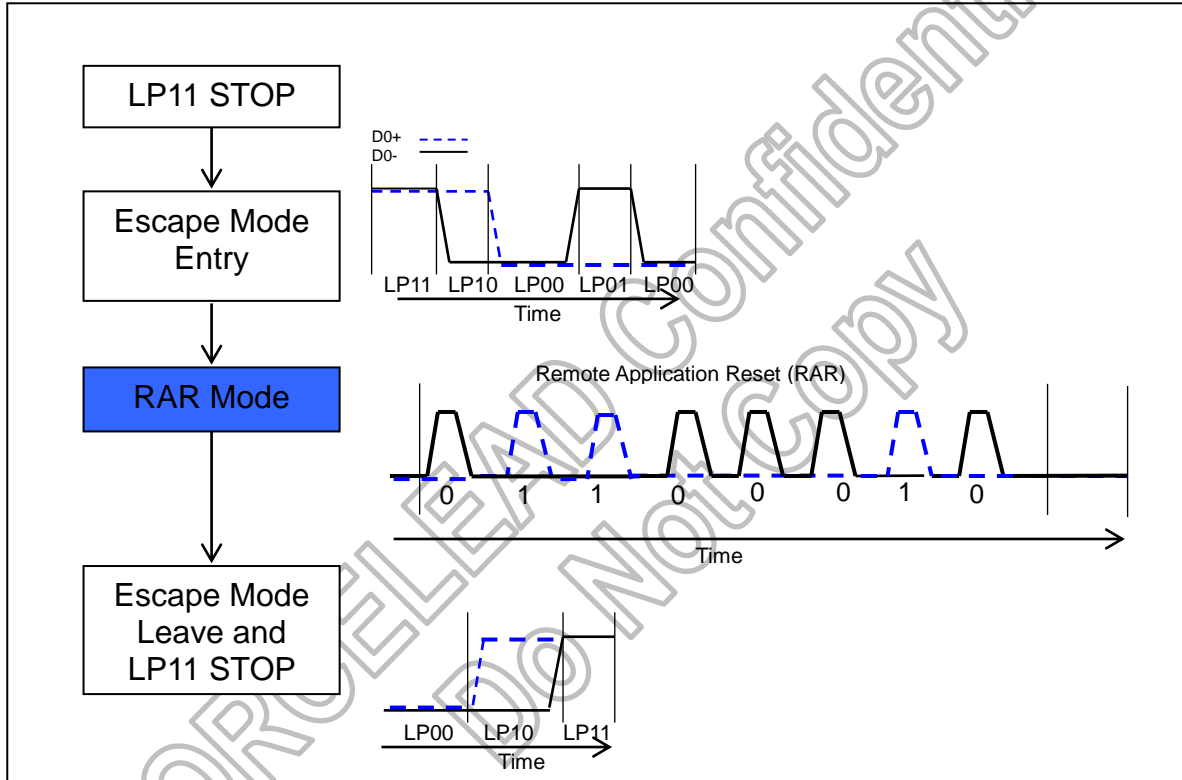 LP11 STOP
D0+
D0-
Escape Mode
Entry
LP11 LP10 LP00 LP01 LP00
Time
RAR Mode
Remote Application Reset (RAR)
0 1 1 0 0 0 1 0
Time
Escape Mode
Leave and
LP11 STOP
LP00 LP10 LP11
Time
ORCELEAD Confidenti
Do Not Copy